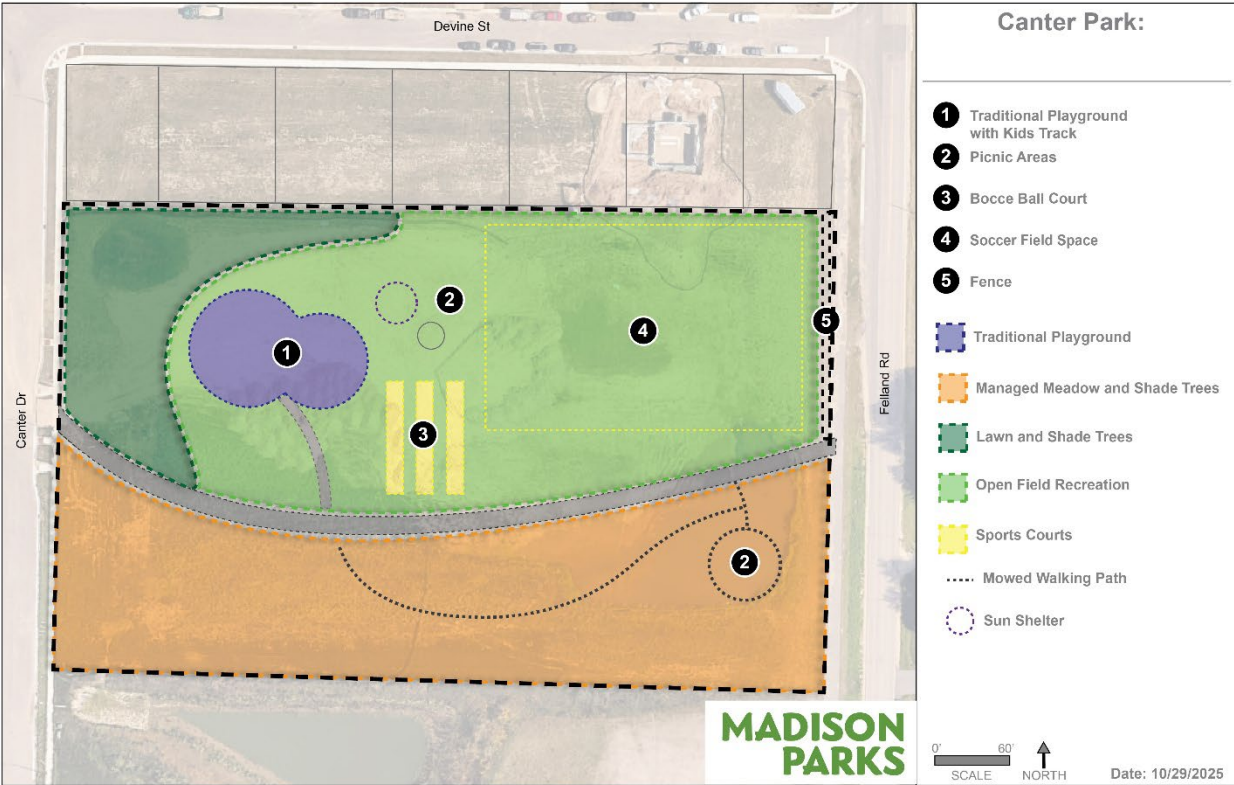 Devine St
Canter Park:
1 Traditional Playground
with Kids Track
2 Picnic Areas
3 Bocce Ball Court
4 Soccer Field Space
5 Fence
Traditional Playground
Managed Meadow and Shade Trees
Lawn and Shade Trees
Open Field Recreation
Sports Courts
Mowed Walking Path
Sun Shelter
Canter Dr
Felland Rd
1
2
3
4
5
2
MADISON
PARKS
0' 60'
SCALE NORTH
Date: 10/29/2025